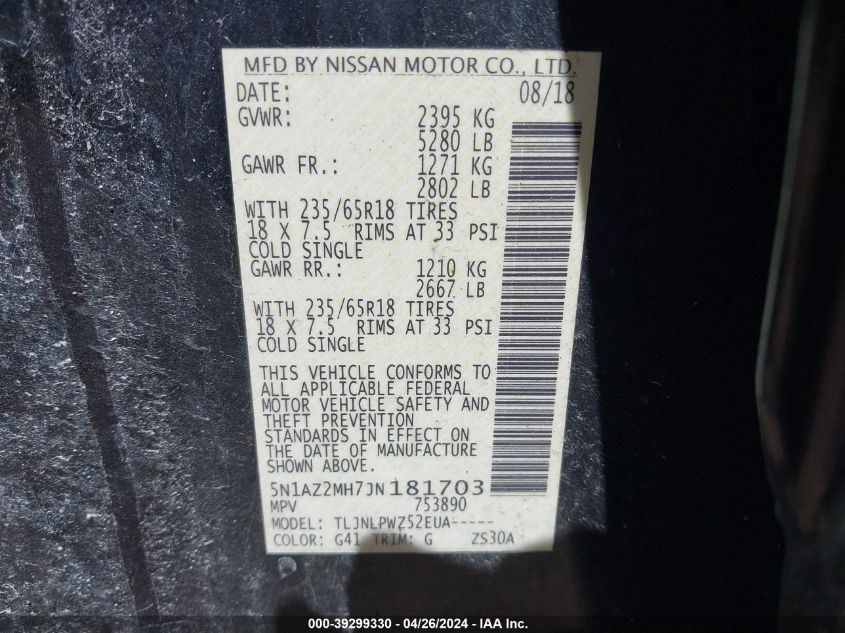 MFD BY NISSAN MOTOR CO., LTD.
DATE: 08/18
GVWR: 2395 KG
5280 LB
GAWR FR.: 1271 KG
2802 LB
WITH 235/65R18 TIRES
18 X 7.5 RIMS AT 33 PSI
COLD SINGLE
GAWR RR.: 1210 KG
2667 LB
WITH 235/65R18 TIRES
18 X 7.5 RIMS AT 33 PSI
COLD SINGLE
THIS VEHICLE CONFORMS TO
ALL APPLICABLE FEDERAL
MOTOR VEHICLE SAFETY AND
THEFT PREVENTION
STANDARDS IN EFFECT ON
THE DATE OF MANUFACTURE
SHOWN ABOVE.
5N1AZ2MH7JN181703
MPV 753890
MODEL: TLJNLPWZ52EUA-----
COLOR: G41 TRIM: G ZS30A
000-39299330 - 04/26/2024 - IAA Inc.